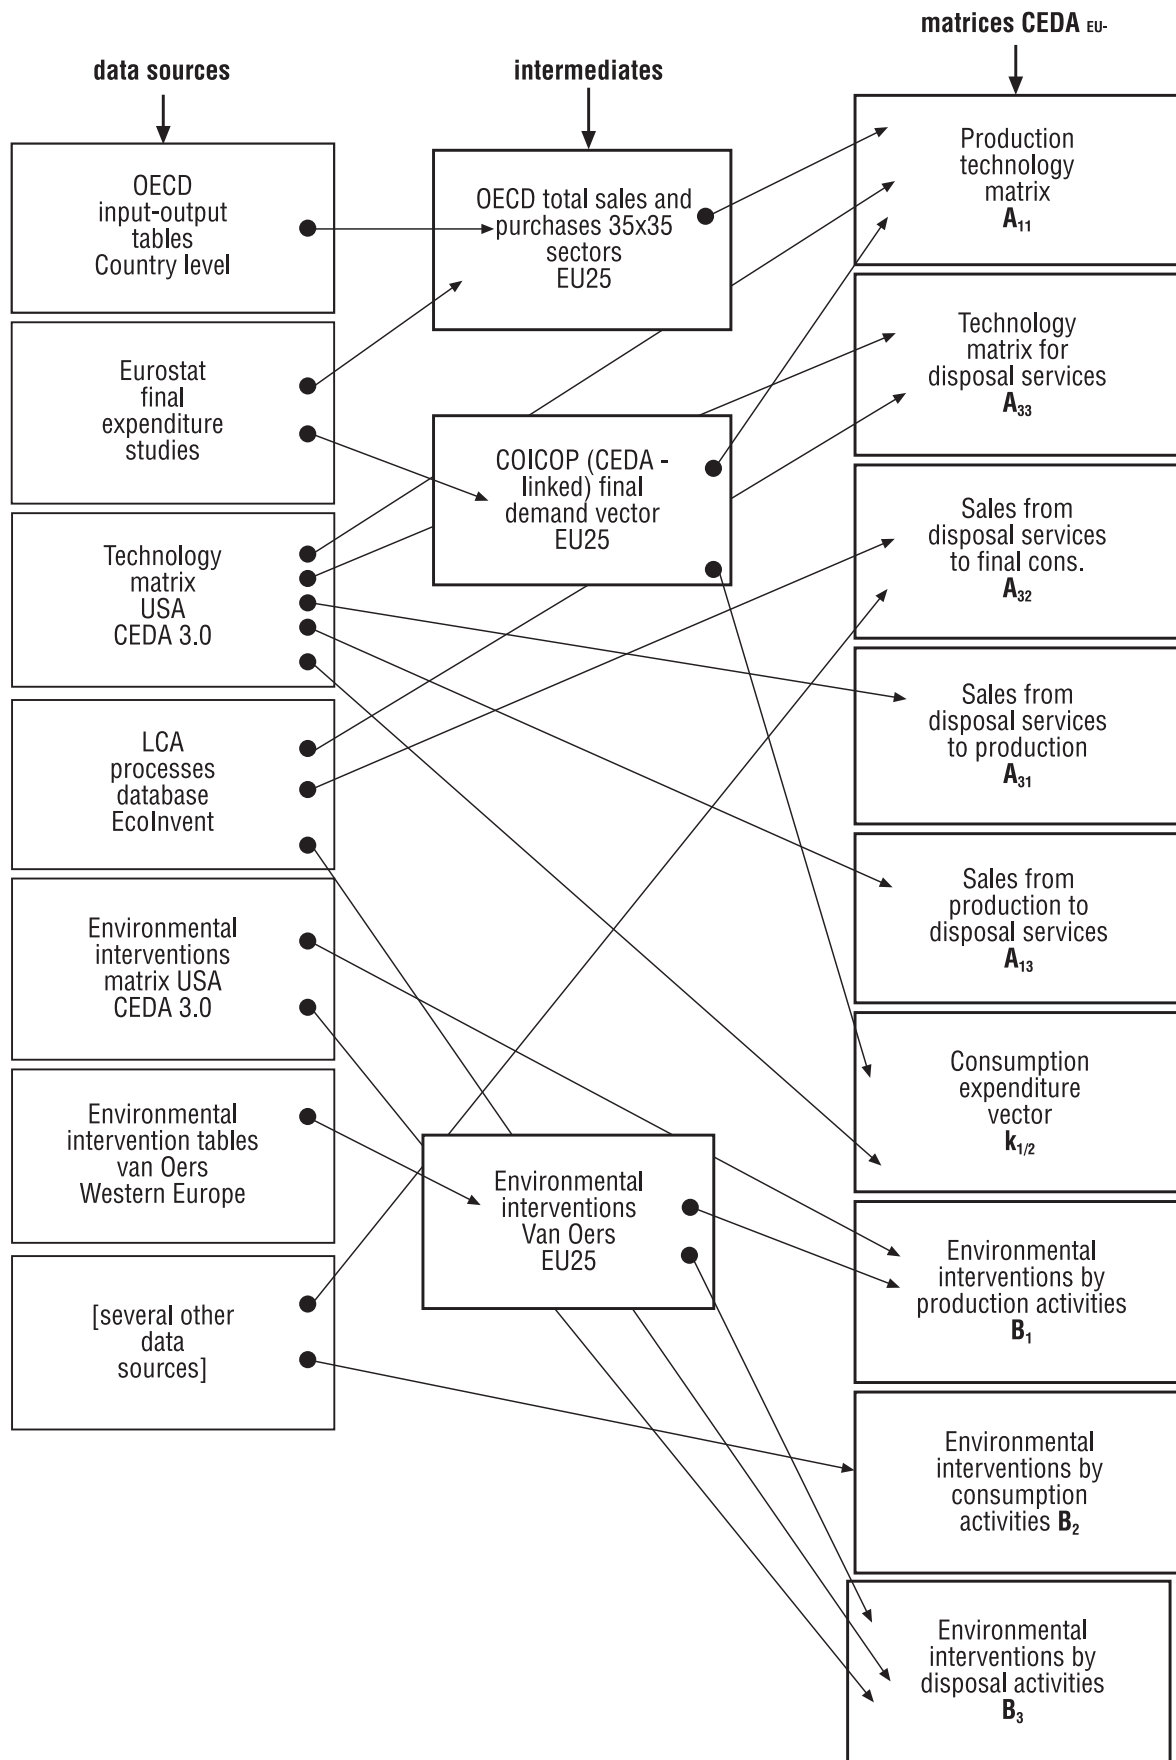 matrices CEDA EU-
data sources
intermediates
OECD
input-output
tables
Country level
Eurostat
final
expenditure
studies
Technology
matrix
USA
CEDA 3.0
LCA
processes
database
EcoInvent
Environmental
interventions
matrix USA
CEDA 3.0
Environmental
intervention tables
van Oers
Western Europe
[several other
data
sources]
OECD total sales and
purchases 35x35
sectors
EU25
COICOP (CEDA -
linked) final
demand vector
EU25
Environmental
interventions
Van Oers
EU25
Production
technology
matrix
A₁₁
Technology
matrix for
disposal services
A₃₃
Sales from
disposal services
to final cons.
A₃₂
Sales from
disposal services
to production
A₃₁
Sales from
production to
disposal services
A₁₃
Consumption
expenditure
vector
k1/2
Environmental
interventions by
production activities
B₁
Environmental
interventions by
consumption
activities B₂
Environmental
interventions by
disposal activities
B₃